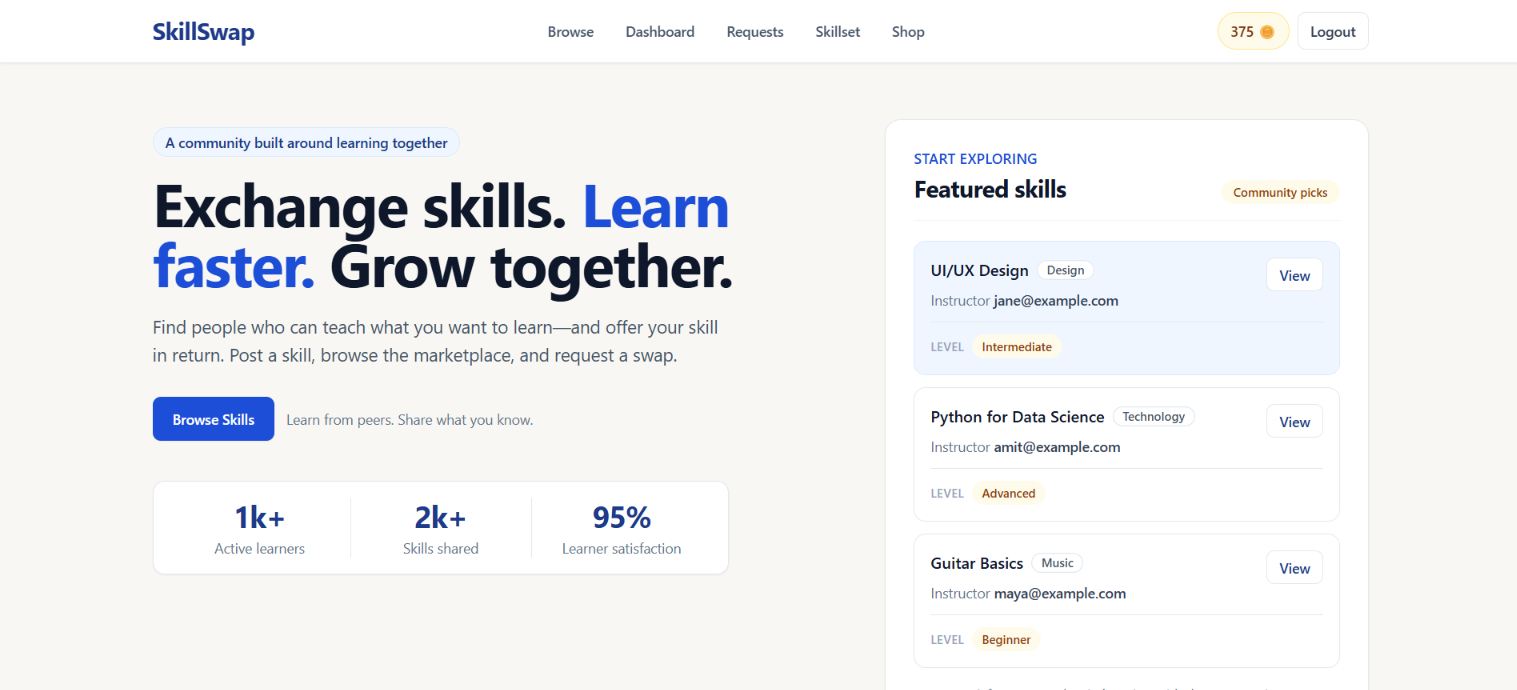 SkillSwap
Browse
Dashboard
Requests
Skillset
Shop
375
Logout
A community built around learning together
Exchange skills. Learn
faster. Grow together.
Find people who can teach what you want to learn—and offer your skill
in return. Post a skill, browse the marketplace, and request a swap.
Browse Skills
Learn from peers. Share what you know.
1k+
Active learners
2k+
Skills shared
95%
Learner satisfaction
START EXPLORING
Featured skills
Community picks
UI/UX Design
Design
View
Instructor jane@example.com
LEVEL
Intermediate
Python for Data Science
Technology
View
Instructor amit@example.com
LEVEL
Advanced
Guitar Basics
Music
View
Instructor maya@example.com
LEVEL
Beginner